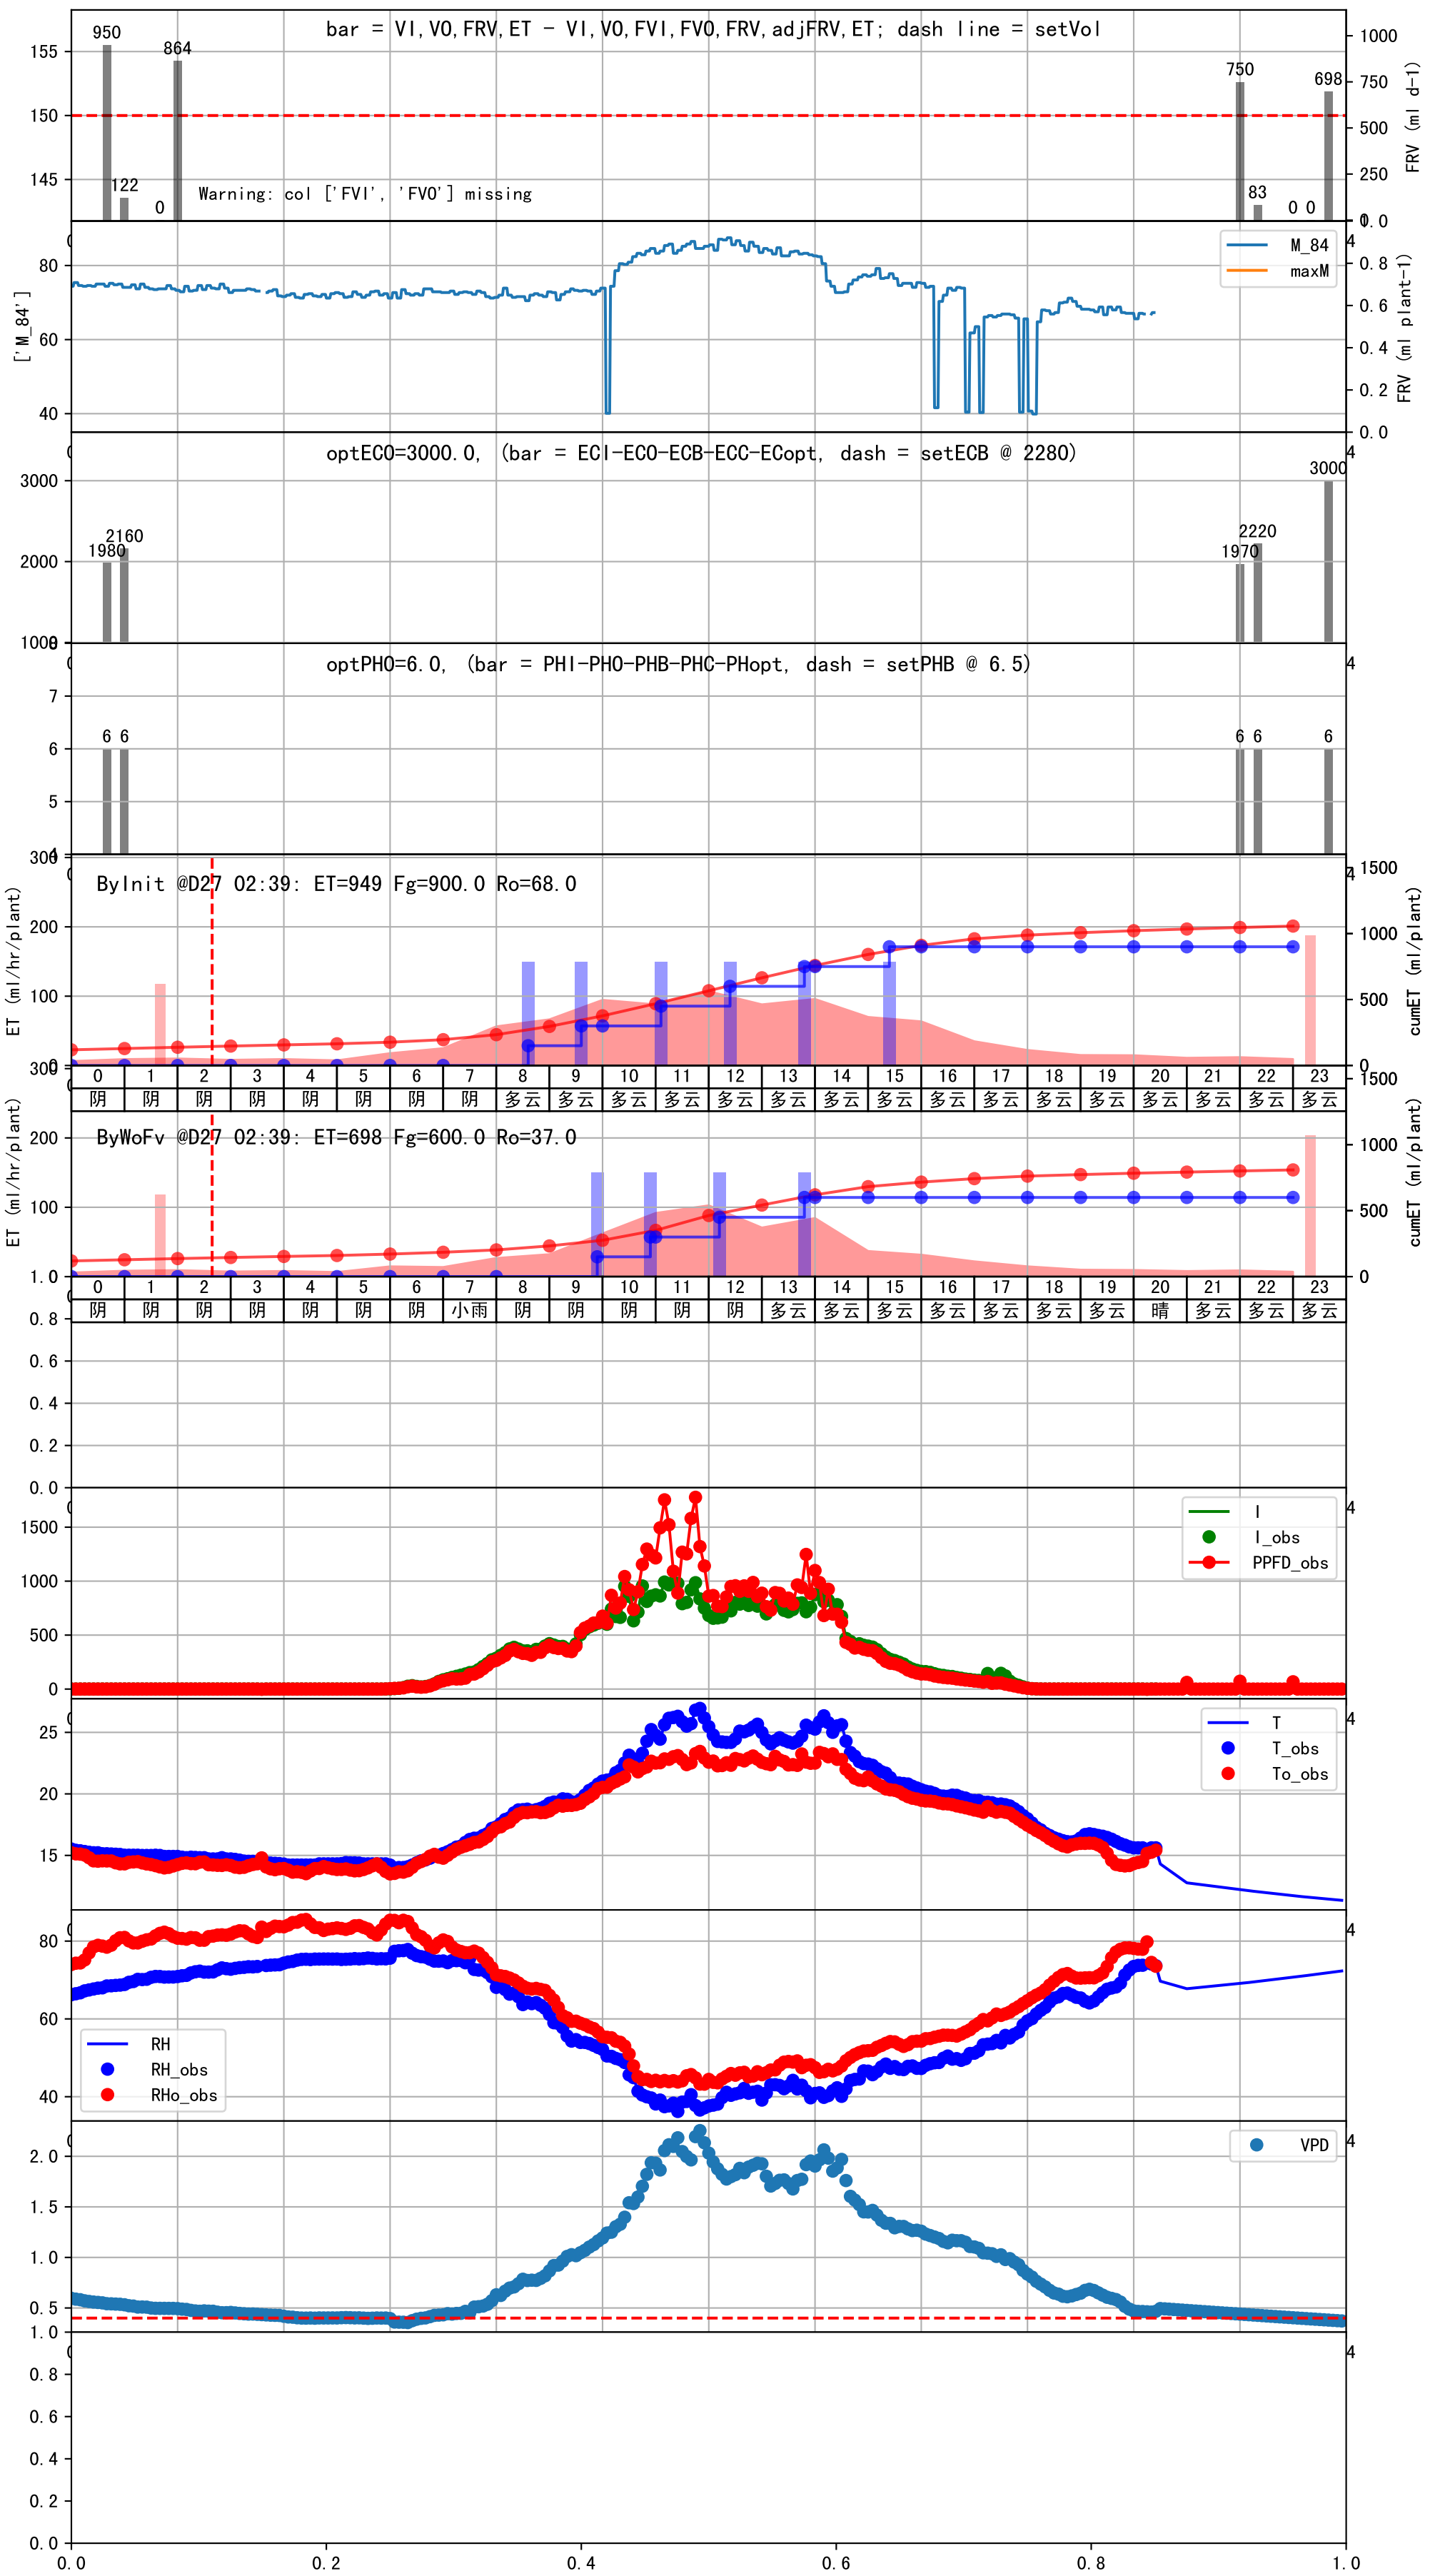 bar = VI,VO,FRV,ET - VI,VO,FVI,FVO,FRV,adjFRV,ET; dash line = setVol
950
864
750
698
122
0
83
0 0
155
150
145
1000
750
500
250
0.0
FRV (ml d-1)
Warning: col ['FVI', 'FVO'] missing
M_84
maxM
['M_84']
80
60
40
4
0.8
0.6
0.4
0.2
0.0
FRV (ml plant-1)
optECO=3000.0, (bar = ECI-ECO-ECB-ECC-ECopt, dash = setECB @ 2280)
4
3000
2000
1980
2160
1970
2220
3000
optPHO=6.0, (bar = PHI-PHO-PHB-PHC-PHopt, dash = setPHB @ 6.5)
4
7
6
5
6 6
6 6
6
ByInit @D27 02:39: ET=949 Fg=900.0 Ro=68.0
ET (ml/hr/plant)
200
100
1500
1000
500
0
cumET (ml/plant)
0 1 2 3 4 5 6 7 8 9 10 11 12 13 14 15 16 17 18 19 20 21 22 23
阴 阴 阴 阴 阴 阴 阴 阴 多云 多云 多云 多云 多云 多云 多云 多云 多云 多云 多云 多云 多云 多云 多云 多云
ByWoFv @D27 02:39: ET=698 Fg=600.0 Ro=37.0
ET (ml/hr/plant)
200
100
1500
1000
500
0
cumET (ml/plant)
0 1 2 3 4 5 6 7 8 9 10 11 12 13 14 15 16 17 18 19 20 21 22 23
阴 阴 阴 阴 阴 阴 阴 小雨 阴 阴 阴 阴 阴 多云 多云 多云 多云 多云 多云 多云 晴 多云 多云 多云
1.0
0.8
0.6
0.4
0.2
0.0
4
I
I_obs
PPFD_obs
1500
1000
500
0
4
T
T_obs
To_obs
25
20
15
4
RH
RH_obs
RHo_obs
80
60
40
4
VPD
2.0
1.5
1.0
0.5
4
1.0
0.8
0.6
0.4
0.2
0.0
0.0 0.2 0.4 0.6 0.8 1.0